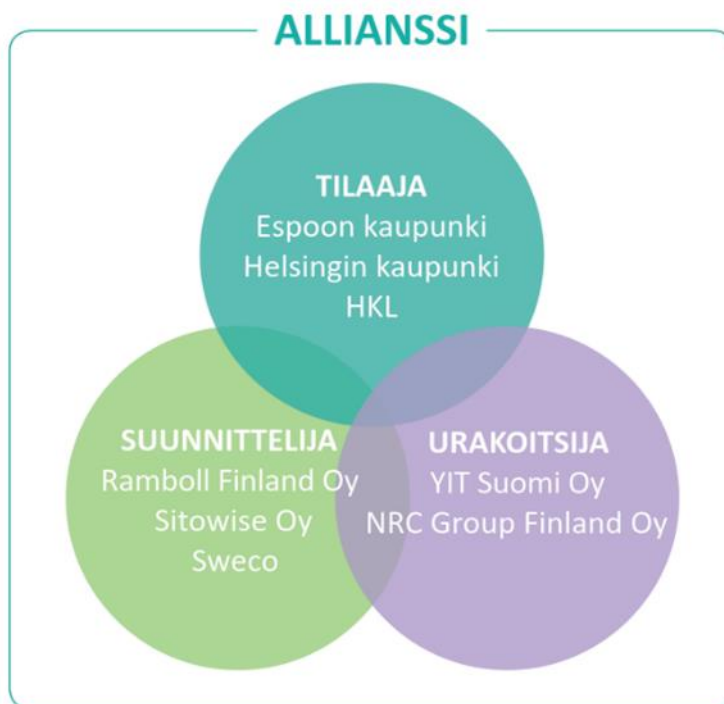 ALLIANSSI
TILAAJA
Espoon kaupunki
Helsingin kaupunki
HKL
SUUNNITTELIJA
Ramboll Finland Oy
Sitowise Oy
Sweco
URAKOITSIJA
YIT Suomi Oy
NRC Group Finland Oy